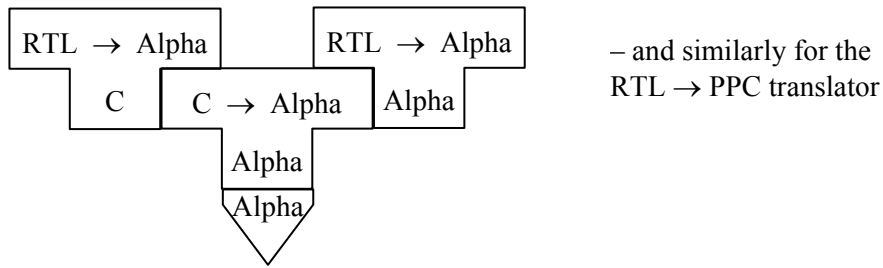 RTL → Alpha
RTL → Alpha
– and similarly for the
RTL → PPC translator
C
C → Alpha
Alpha
Alpha
Alpha